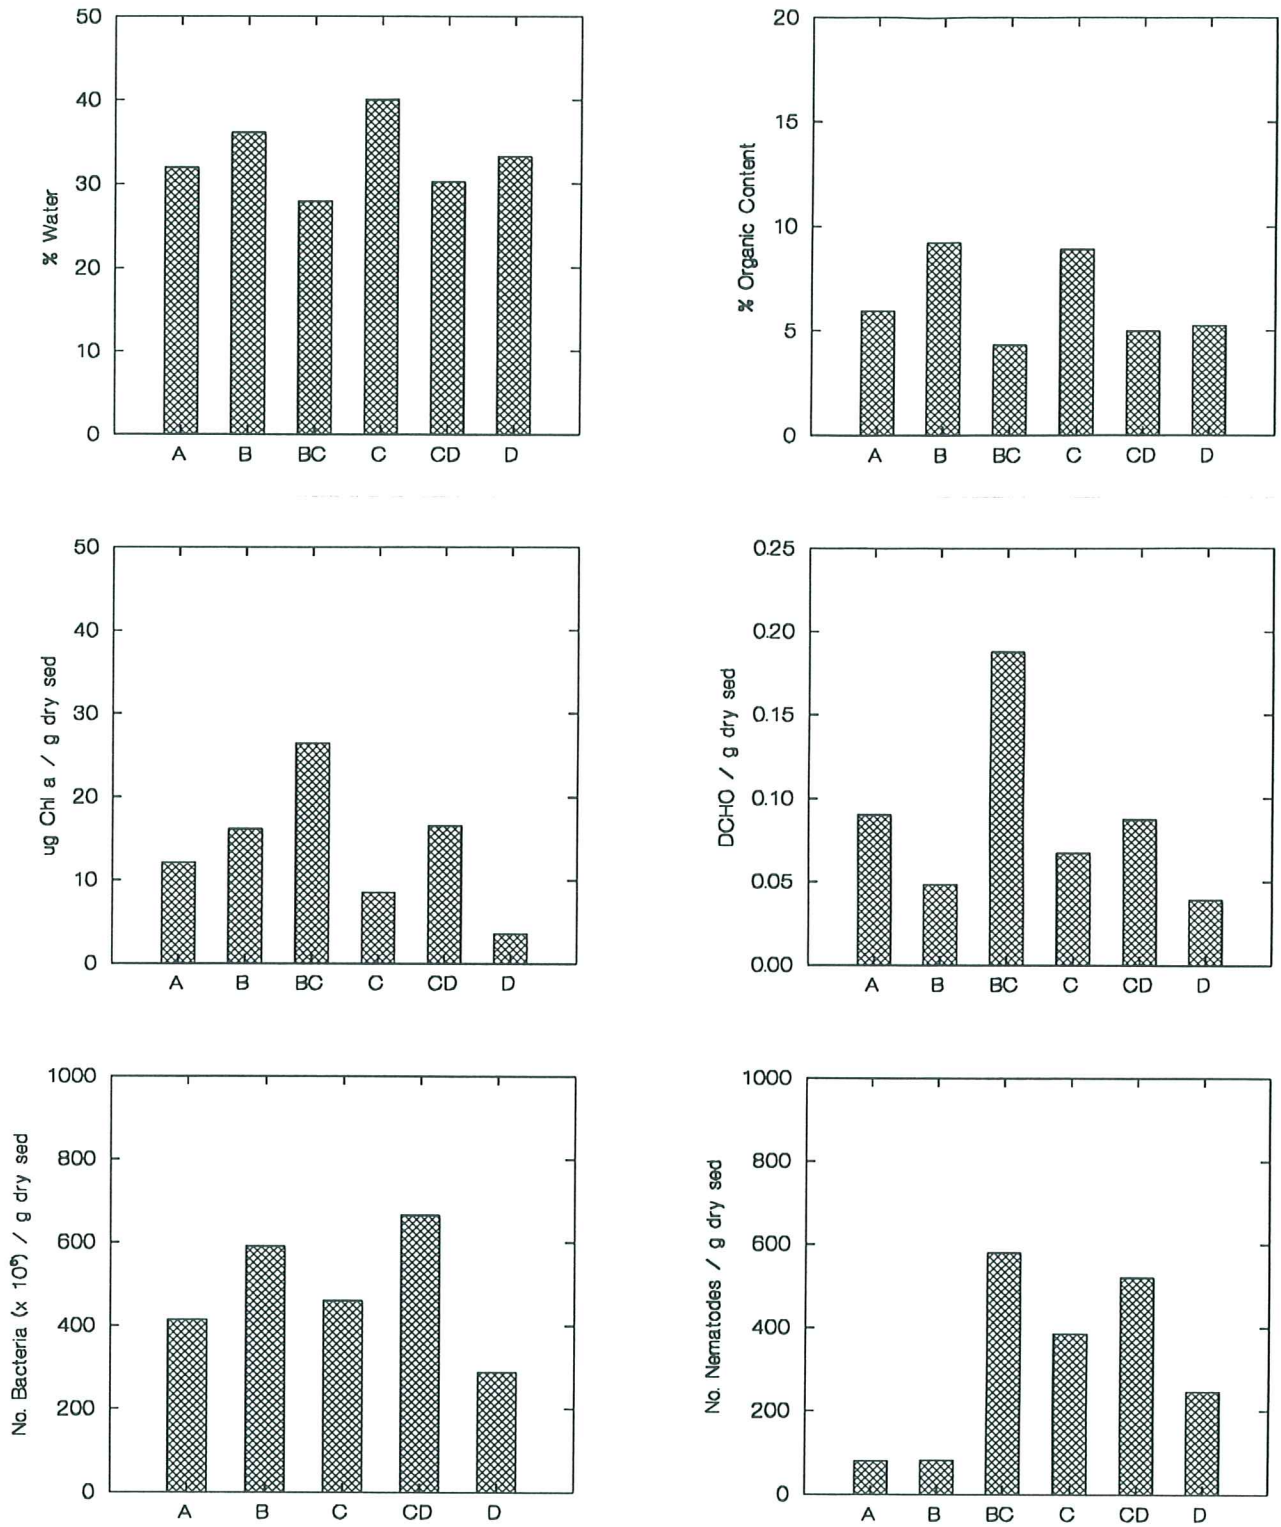 50
40
30
20
10
0
% Water
A B BC C CD D
20
15
10
5
0
% Organic Content
A B BC C CD D
50
40
30
20
10
0
ug Chl a / g dry sed
A B BC C CD D
0.25
0.20
0.15
0.10
0.05
0.00
DCHO / g dry sed
A B BC C CD D
1000
800
600
400
200
0
No. Bacteria (x 10⁶) / g dry sed
A B C CD D
1000
800
600
400
200
0
No. Nematodes / g dry sed
A B BC C CD D